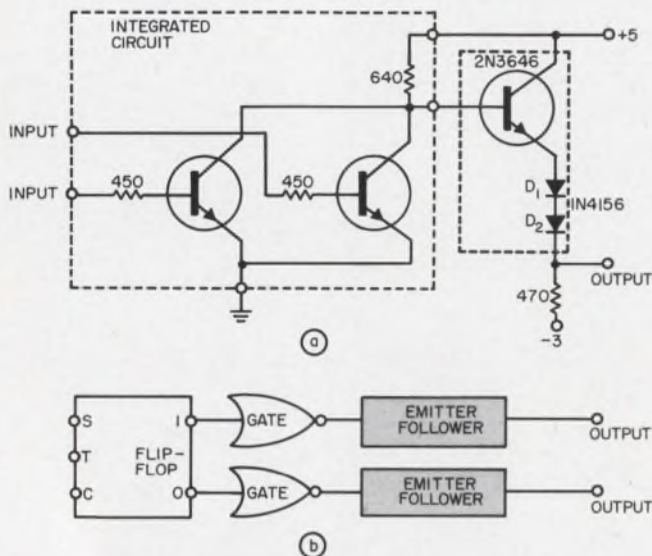 INTEGRATED
CIRCUIT
+5
2N3646
640
INPUT
INPUT
450
450
D1
1N4156
D2
OUTPUT
470
-3
a
S
1
GATE
EMITTER
FOLLOWER
OUTPUT
T
FLIP-
FLOP
C
0
GATE
EMITTER
FOLLOWER
OUTPUT
b